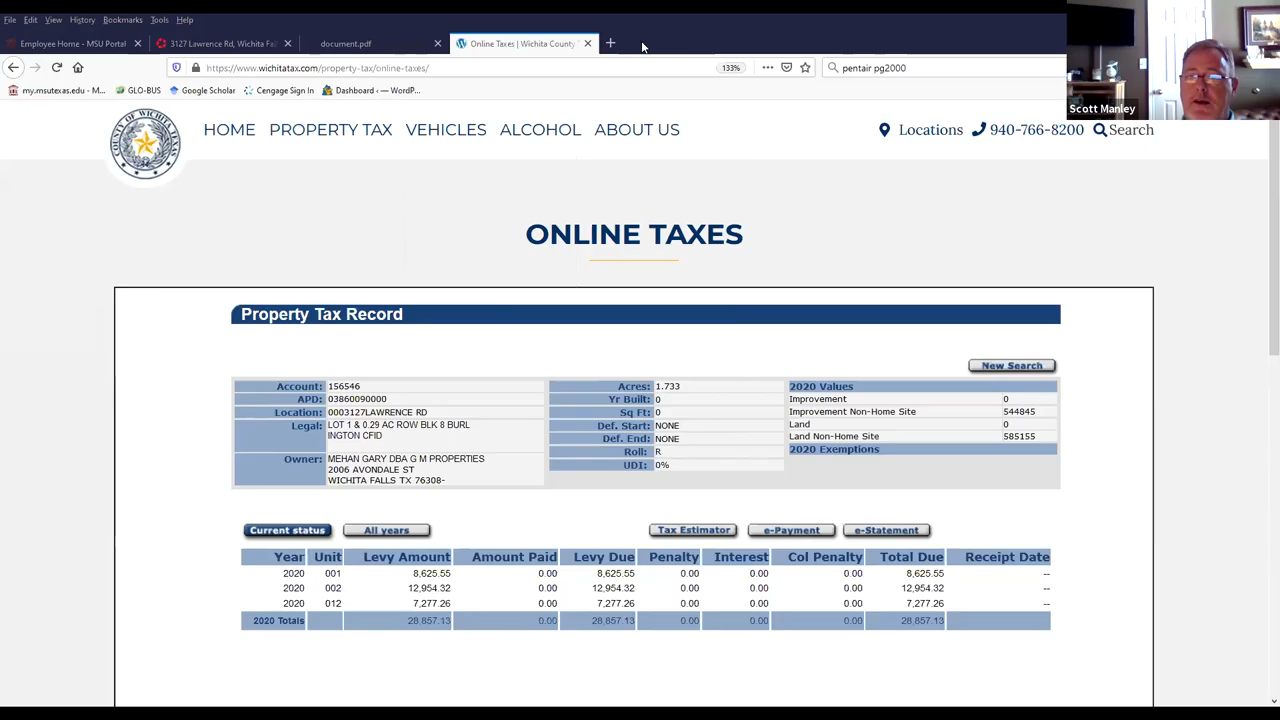 File Edit View History Bookmarks Tools Help
Employee Home - MSU Portal
3127 Lawrence Rd, Wichita Fal
document.pdf
Online Taxes | Wichita County
https://www.wichitatax.com/property-tax/online-taxes/
133%
pentair pg2000
my.msutexas.edu - M...
GLO-BUS
Google Scholar
Cengage Sign In
Dashboard ‹ — WordP...
Scott Manley
COUNTY OF WICHITA TEXAS
HOME PROPERTY TAX VEHICLES ALCOHOL ABOUT US
Locations 940-766-8200 Search
ONLINE TAXES
Property Tax Record
New Search
Account: 156546
APD: 03860090000
Location: 0003127LAWRENCE RD
Legal: LOT 1 & 0.29 AC ROW BLK 8 BURL
INGTON CFID
Owner: MEHAN GARY DBA G M PROPERTIES
2006 AVONDALE ST
WICHITA FALLS TX 76308-
Acres: 1.733
Yr Built: 0
Sq Ft: 0
Def. Start: NONE
Def. End: NONE
Roll: R
UDI: 0%
2020 Values
Improvement 0
Improvement Non-Home Site 544845
Land 0
Land Non-Home Site 585155
2020 Exemptions
Current status All years Tax Estimator e-Payment e-Statement
Year Unit Levy Amount Amount Paid Levy Due Penalty Interest Col Penalty Total Due Receipt Date
2020 001 8,625.55 0.00 8,625.55 0.00 0.00 0.00 8,625.55 --
2020 002 12,954.32 0.00 12,954.32 0.00 0.00 0.00 12,954.32 --
2020 012 7,277.26 0.00 7,277.26 0.00 0.00 0.00 7,277.26 --
2020 Totals 28,857.13 0.00 28,857.13 0.00 0.00 0.00 28,857.13